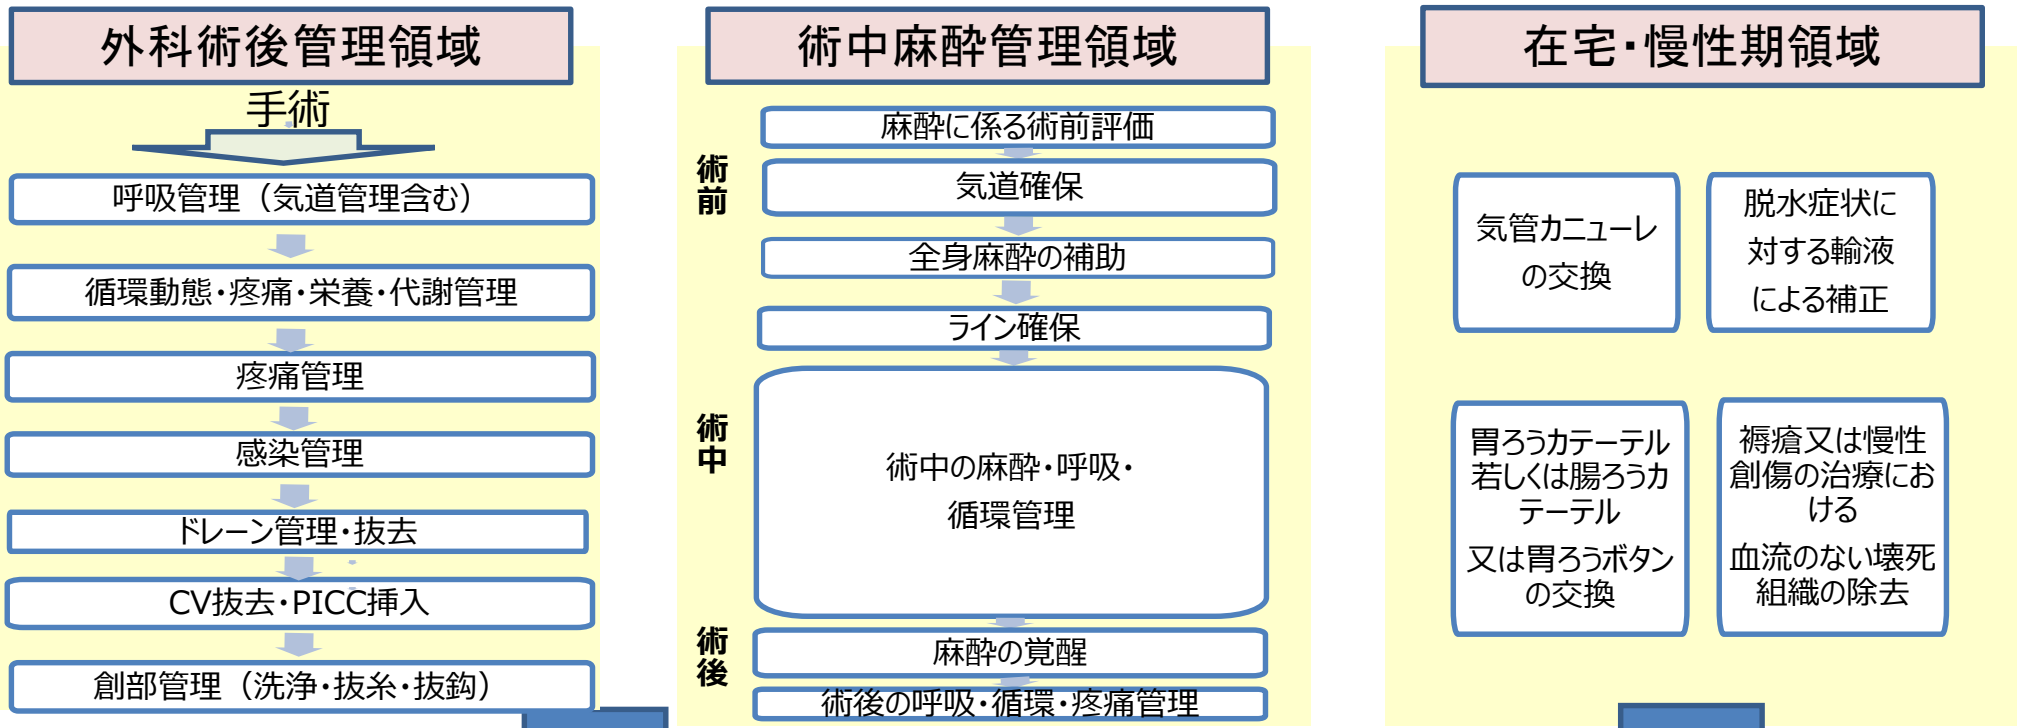 外科術後管理領域
手術
呼吸管理（気道管理含む）
循環動態・疼痛・栄養・代謝管理
疼痛管理
感染管理
ドレーン管理・抜去
CV抜去・PICC挿入
創部管理（洗浄・抜糸・抜鈎）
術中麻酔管理領域
術前
麻酔に係る術前評価
気道確保
全身麻酔の補助
ライン確保
術中
術中の麻酔・呼吸・
循環管理
術後
麻酔の覚醒
術後の呼吸・循環・疼痛管理
在宅・慢性期領域
気管カニューレ
の交換
脱水症状に
対する輸液
による補正
胃ろうカテーテル
若しくは腸ろうカ
テーテル
又は胃ろうボタン
の交換
褥瘡又は慢性
創傷の治療にお
ける
血流のない壊死
組織の除去